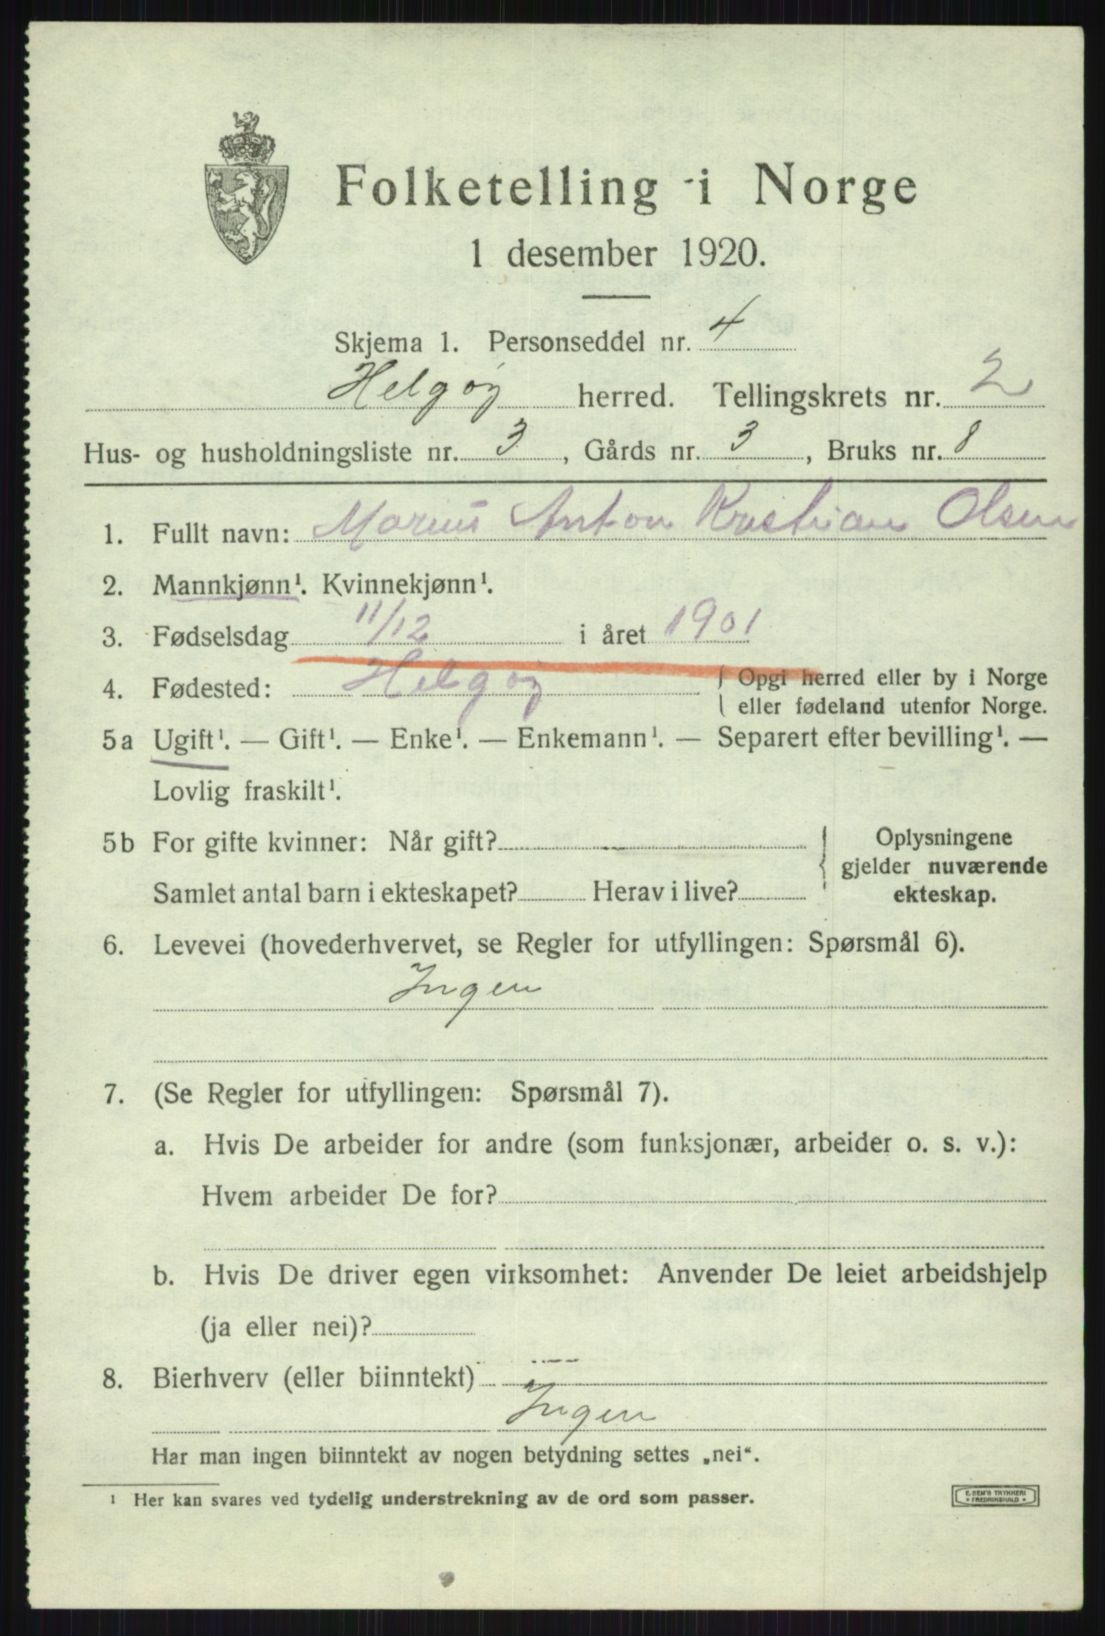 Folketelling i Norge
1 desember 1920.
Skjema 1. Personseddel nr. 4
Helgøy herred. Tellingskrets nr. 2
Hus- og husholdningsliste nr. 3, Gårds nr. 3, Bruks nr. 8
1. Fullt navn: Marius Anton Kristian Olsen
2. Mannkjønn¹. Kvinnekjønn¹.
3. Fødselsdag 11/12 i året 1901
4. Fødested: Helgøy { Opgi herred eller by i Norge
eller fødeland utenfor Norge.
5a Ugift¹. — Gift¹. — Enke¹. — Enkemann¹. — Separert efter bevilling¹. —
Lovlig fraskilt¹.
5b For gifte kvinner: Når gift? { Oplysningene
gjelder nuværende
Samlet antal barn i ekteskapet? Herav i live? ekteskap.
6. Levevei (hovederhvervet, se Regler for utfyllingen: Spørsmål 6).
Ingen
7. (Se Regler for utfyllingen: Spørsmål 7).
a. Hvis De arbeider for andre (som funksjonær, arbeider o. s. v.):
Hvem arbeider De for?
b. Hvis De driver egen virksomhet: Anvender De leiet arbeidshjelp
(ja eller nei)?
8. Bierhverv (eller biinntekt)
Ingen
Har man ingen biinntekt av nogen betydning settes „nei“.
¹ Her kan svares ved tydelig understrekning av de ord som passer.
E. SEM'S TRYKKERI
• FREDRIKSHALD •